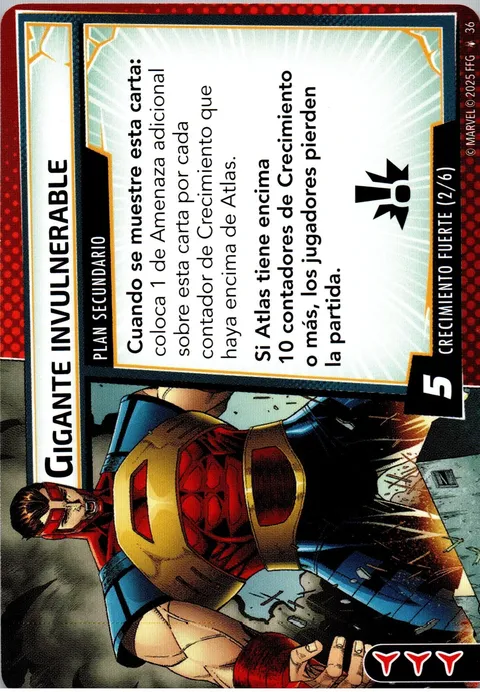 GIGANTE INVULNERABLE
PLAN SECUNDARIO
Cuando se muestre esta carta:
coloca 1 de Amenaza adicional
sobre esta carta por cada
contador de Crecimiento que
haya encima de Atlas.
Si Atlas tiene encima
10 contadores de Crecimiento
o más, los jugadores pierden
la partida.
5
CRECIMIENTO FUERTE (2/6)
© MARVEL © 2025 FFG
36